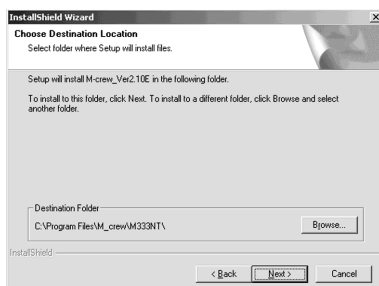 InstallShield Wizard
Choose Destination Location
Select folder where Setup will install files.
Setup will install M-crew_Ver2.10E in the following folder.
To install to this folder, click Next. To install to a different folder, click Browse and select
another folder.
Destination Folder
C:\Program Files\M_crew\M333NT\
Browse...
InstallShield
< Back
Next >
Cancel